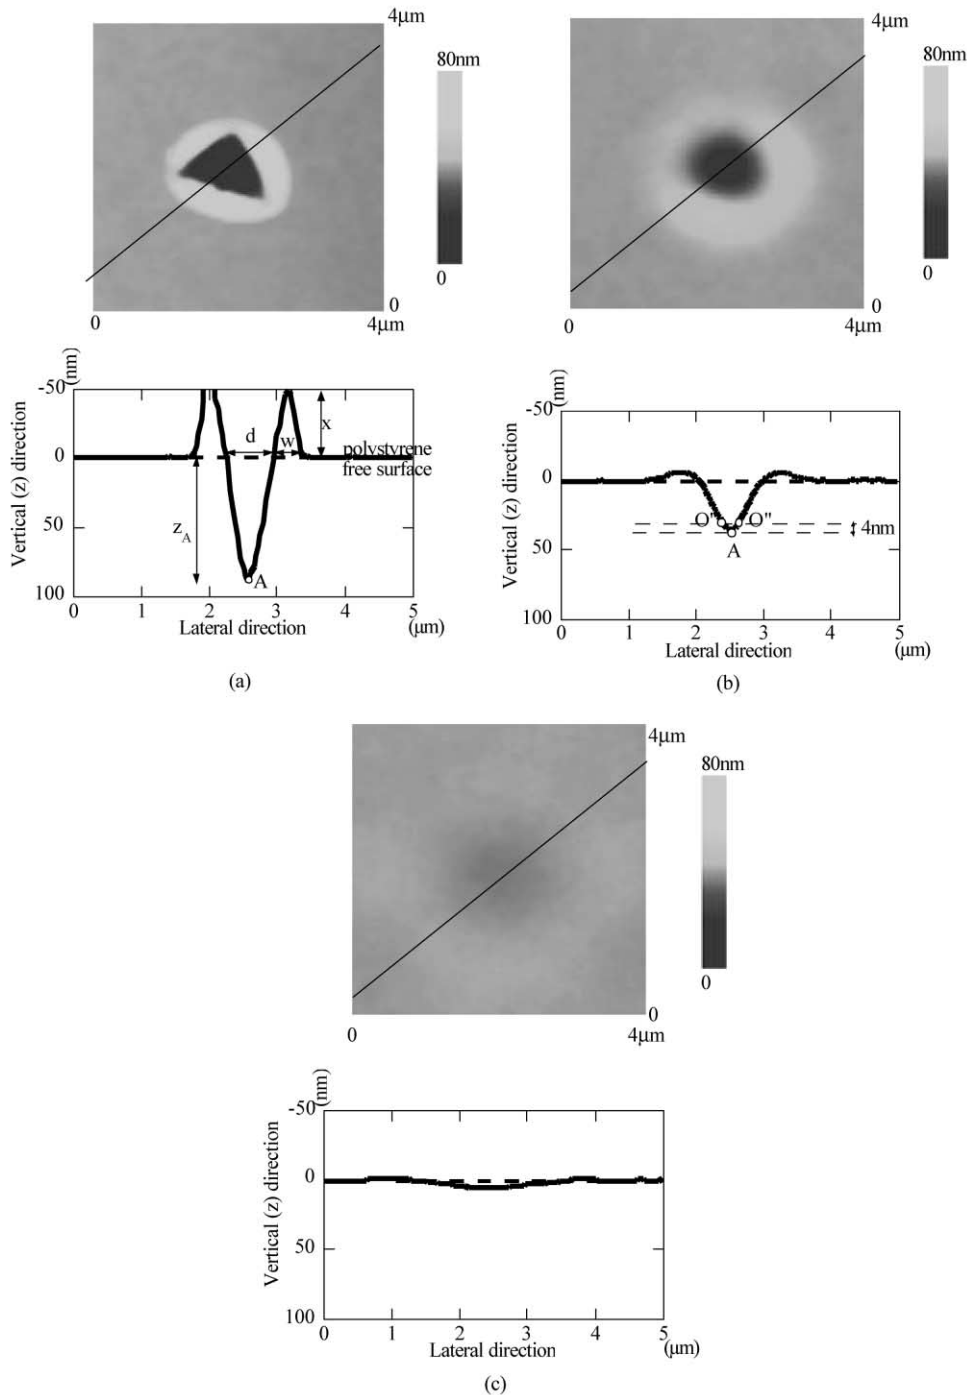 4μm
80nm
0
0
0
4μm
-50
(nm)
0
50
100
Vertical (z) direction
d
w
x
polystyrene
free surface
zA
A
0
1
2
3
4
5
Lateral direction
(μm)
(a)
4μm
80nm
0
0
0
4μm
-50
(nm)
0
50
100
Vertical (z) direction
O"
O"
4nm
A
0
1
2
3
4
5
Lateral direction
(μm)
(b)
4μm
80nm
0
0
0
4μm
-50
(nm)
0
50
100
Vertical (z) direction
0
1
2
3
4
5
Lateral direction
(μm)
(c)